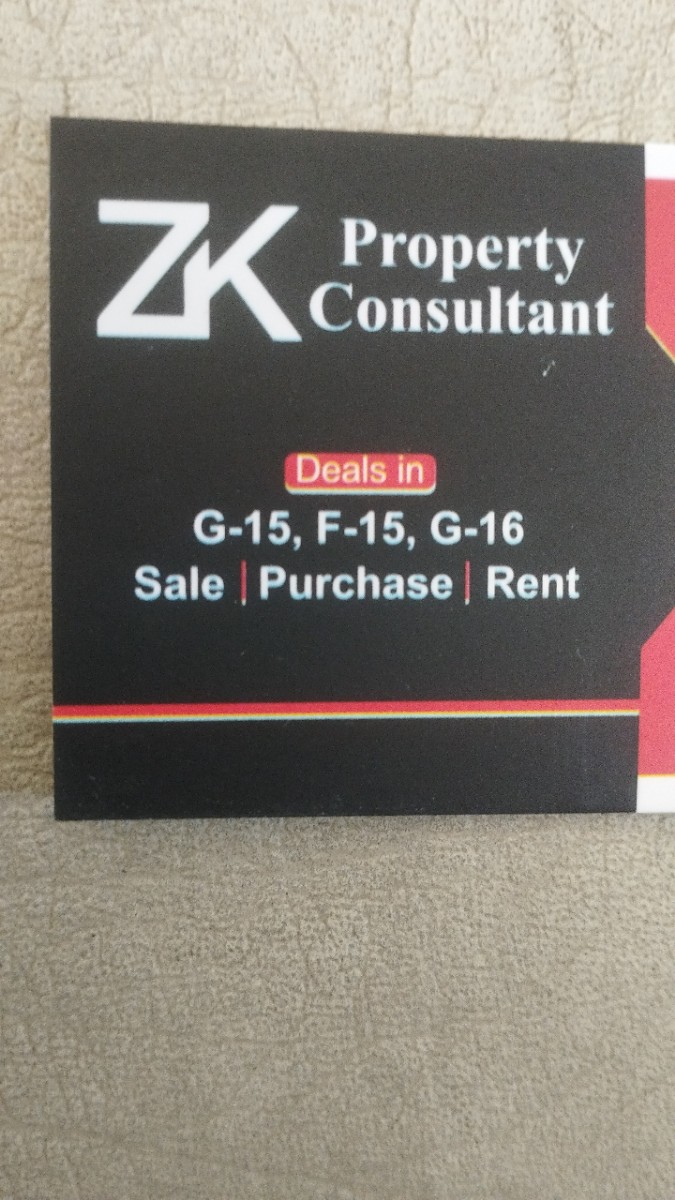 ZK Property
Consultant
Deals in
G-15, F-15, G-16
Sale | Purchase | Rent